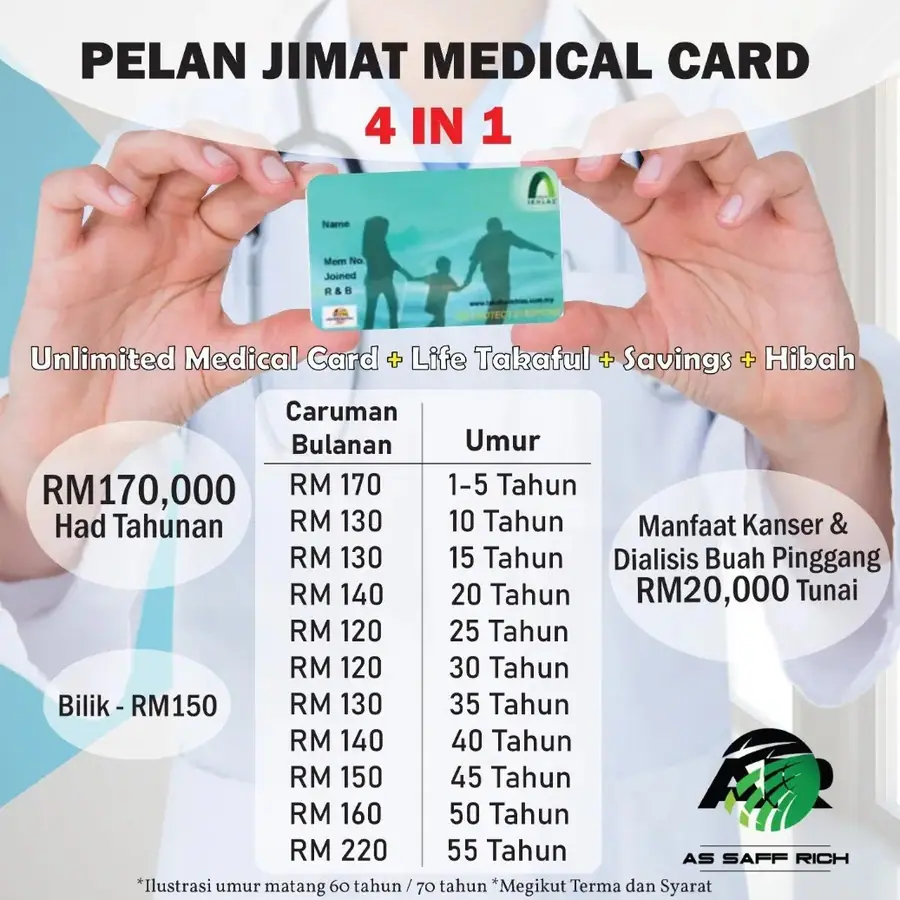 PELAN JIMAT MEDICAL CARD
4 IN 1
IKHLAS
Name
Mem No.
Joined
R & B
Unlimited Medical Card + Life Takaful + Savings + Hibah
RM170,000
Had Tahunan
Bilik - RM150
Caruman Bulanan Umur
RM 170 1-5 Tahun
RM 130 10 Tahun
RM 130 15 Tahun
RM 140 20 Tahun
RM 120 25 Tahun
RM 120 30 Tahun
RM 130 35 Tahun
RM 140 40 Tahun
RM 150 45 Tahun
RM 160 50 Tahun
RM 220 55 Tahun
Manfaat Kanser &
Dialisis Buah Pinggang
RM20,000 Tunai
AS SAFF RICH
*Ilustrasi umur matang 60 tahun / 70 tahun *Megikut Terma dan Syarat